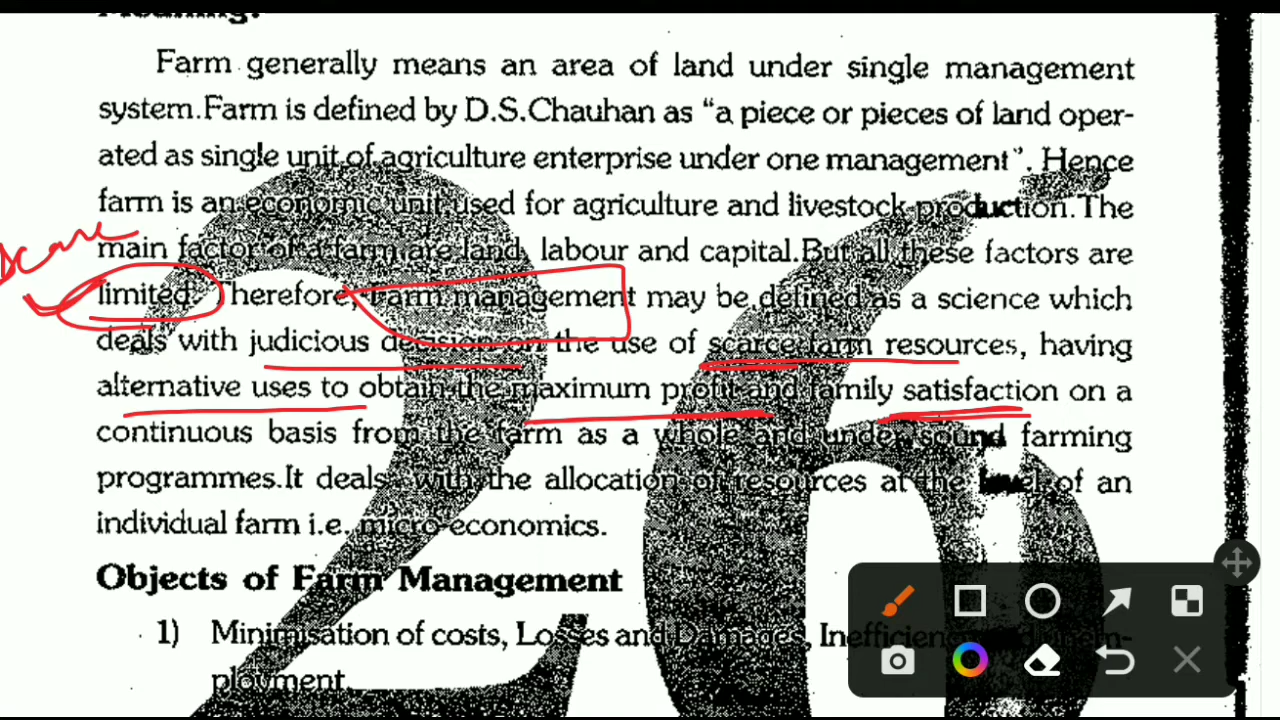 Meaning:
Farm generally means an area of land under single management
system.Farm is defined by D.S.Chauhan as “a piece or pieces of land oper-
ated as single unit of agriculture enterprise under one management”. Hence
farm is an economic unit used for agriculture and livestock production.The
main factor of a farm are land, labour and capital.But all these factors are
limited. Therefore, Farm management may be defined as a science which
deals with judicious decisions on the use of scarce farm resources, having
alternative uses to obtain the maximum profit and family satisfaction on a
continuous basis from the farm as a whole and under sound farming
programmes.It deals with the allocation of resources at the level of an
individual farm i.e. micro-economics.
Objects of Farm Management
1) Minimisation of costs, Losses and Damages,
ployment